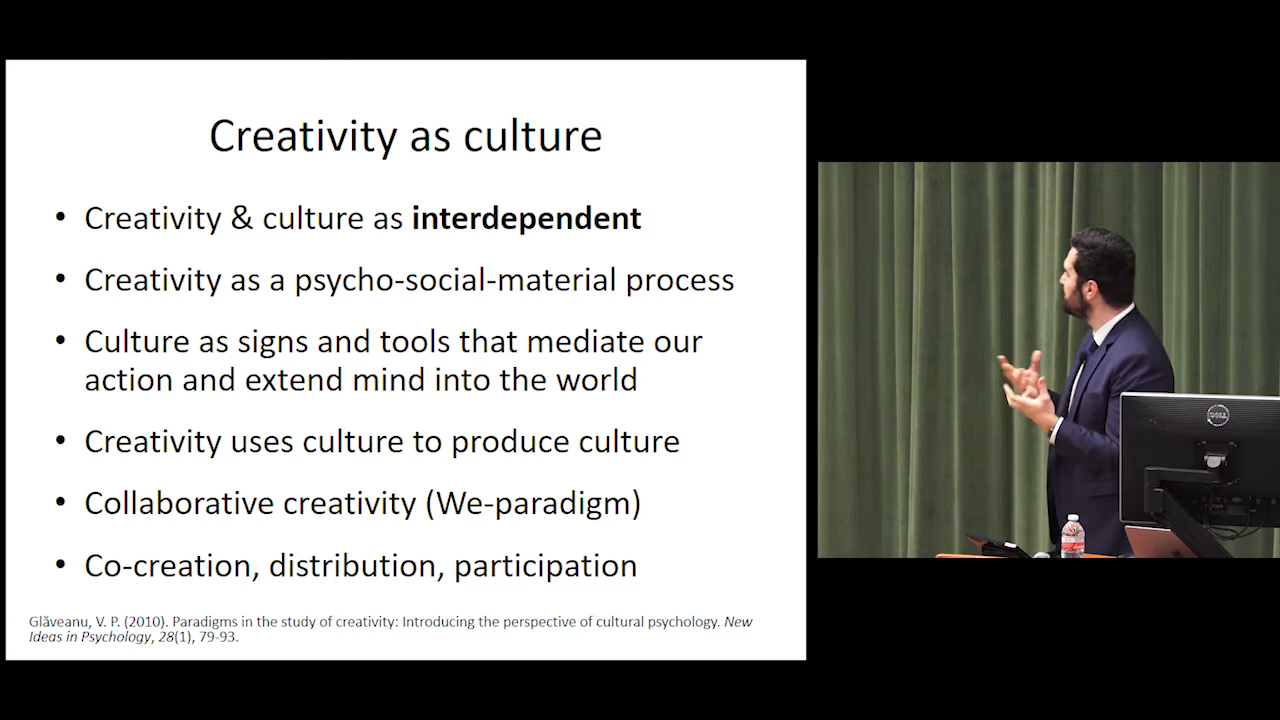 Creativity as culture
• Creativity & culture as interdependent
• Creativity as a psycho-social-material process
• Culture as signs and tools that mediate our
action and extend mind into the world
• Creativity uses culture to produce culture
• Collaborative creativity (We-paradigm)
• Co-creation, distribution, participation
Glăveanu, V. P. (2010). Paradigms in the study of creativity: Introducing the perspective of cultural psychology. New
Ideas in Psychology, 28(1), 79-93.
DELL